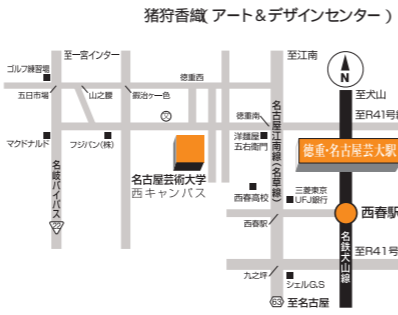 猪狩香織(アート＆デザインセンター)
至一宮インター
至江南
ゴルフ練習場
徳重西
N
至犬山
五日市場
山之腰
鍛治ヶ一色
徳重南
至R41号線
マクドナルド
フジパン(株)
名古屋芸術大学
西キャンパス
洋麺屋
五右衛門
名古屋江南線(名草線)
徳重・名古屋芸大駅
名岐バイパス
22
西春高校
三菱東京
UFJ銀行
西春駅
西春駅
名鉄犬山線
至R41号
九之坪
シェルG.S
63 至名古屋